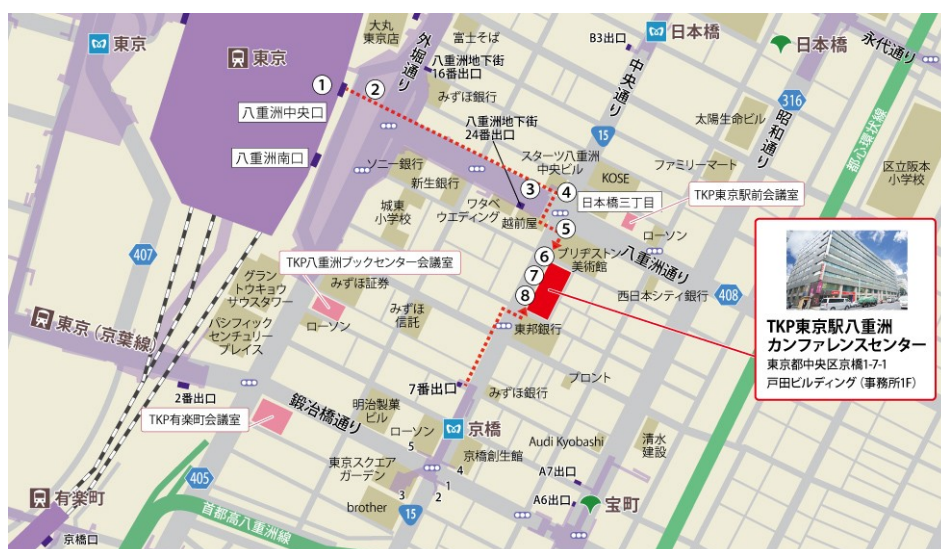 東京
東京
大丸
東京店
外堀通り
富士そば
八重洲地下街
16番出口
みずほ銀行
八重洲地下街
24番出口
B3出口
日本橋
中央通り
15
日本橋
永代通り
316
昭和通り
太陽生命ビル
都心環状線
区立阪本
小学校
1
2
八重洲中央口
八重洲南口
ソニー銀行
新生銀行
城東
小学校
ワタベ
ウエディング
3
4
スターツ八重洲
中央ビル
KOSE
ファミリーマート
日本橋三丁目
TKP東京駅前会議室
越前屋
5
ローソン
八重洲通り
6
ブリヂストン
美術館
7
8
西日本シティ銀行
408
東邦銀行
407
グラン
トウキョウ
サウスタワー
TKP八重洲ブックセンター会議室
みずほ証券
ローソン
みずほ
信託
パシフィック
センチュリー
プレイス
東京（京葉線）
2番出口
TKP有楽町会議室
鍛冶橋通り
7番出口
みずほ銀行
プロント
明治製菓
ビル
ローソン
5
京橋
京橋創生館
4
Audi Kyobashi
清水
建設
A7出口
A6出口
宝町
東京スクエア
ガーデン
3
1
2
brother
15
405
有楽町
京橋口
首都高八重洲線
TKP東京駅八重洲
カンファレンスセンター
東京都中央区京橋1-7-1
戸田ビルディング（事務所1F）